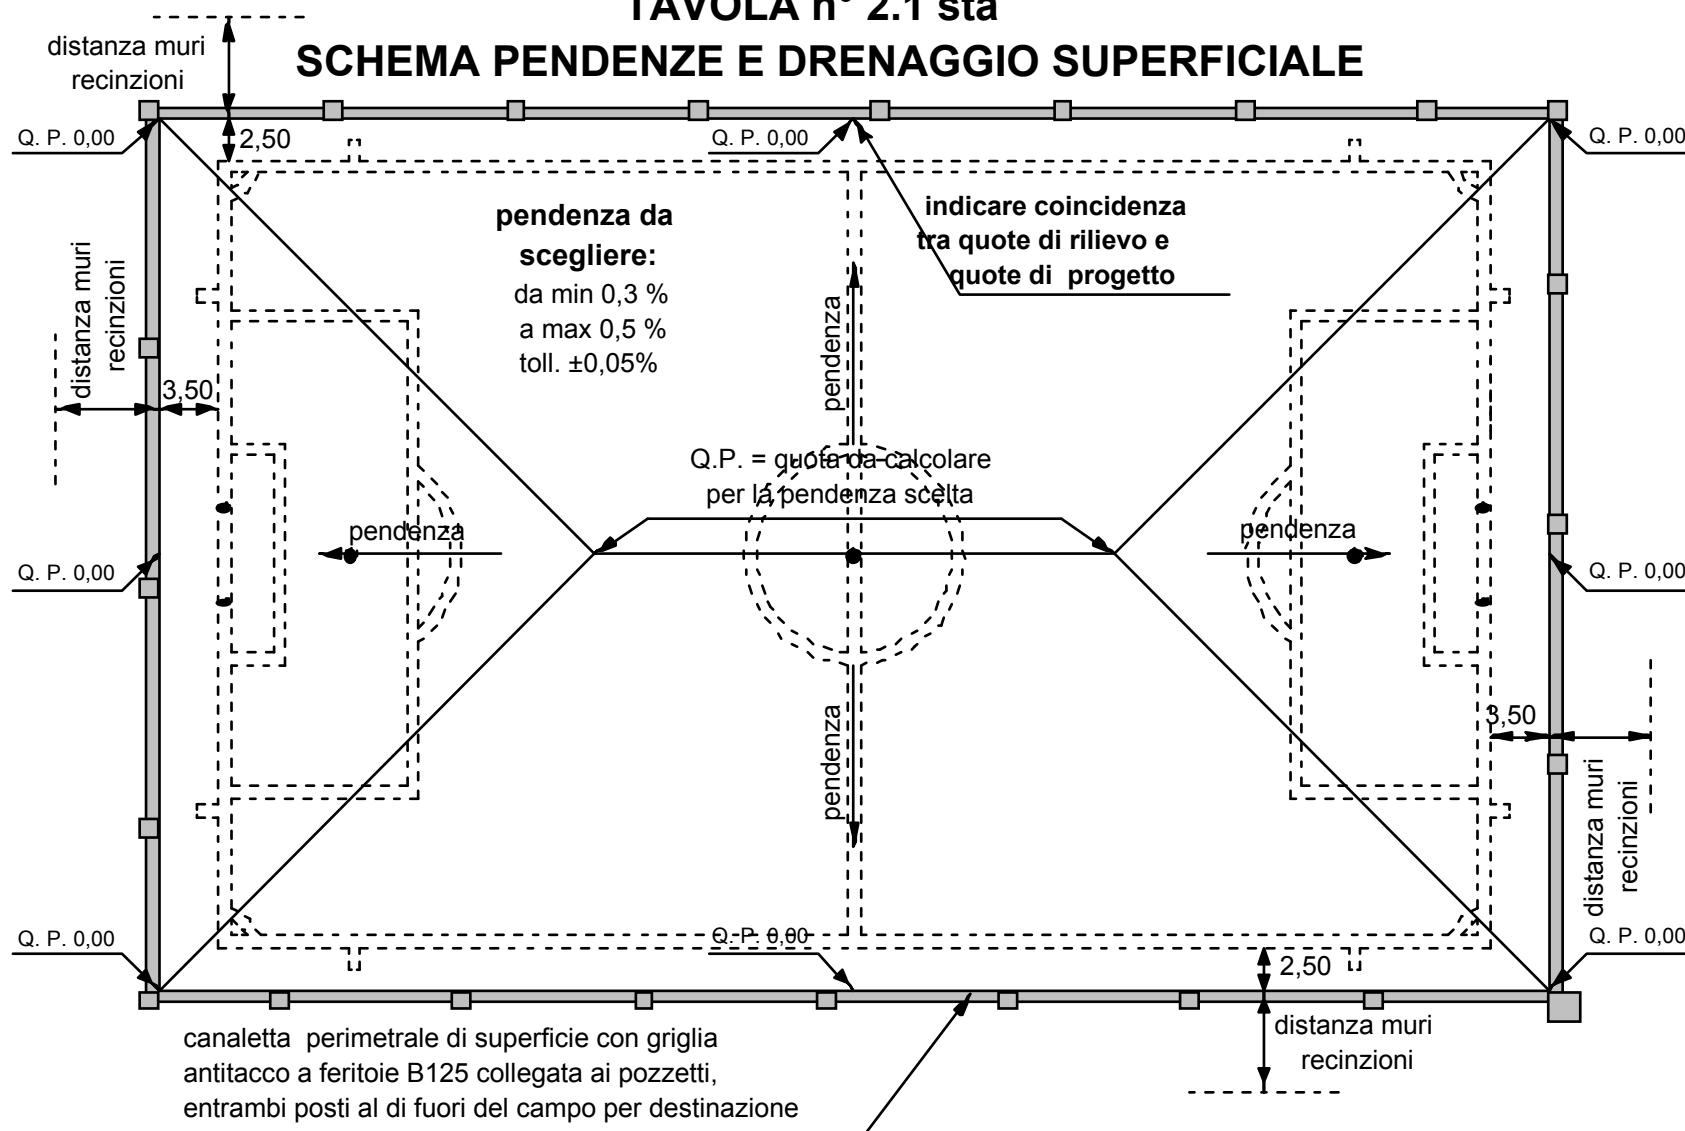 TAVOLA n° 2.1 sta
SCHEMA PENDENZE E DRENAGGIO SUPERFICIALE
distanza muri
recinzioni
Q. P. 0,00
2,50
Q. P. 0,00
Q. P. 0,00
pendenza da
scegliere:
da min 0,3 %
a max 0,5 %
toll. ±0,05%
indicare coincidenza
tra quote di rilievo e
quote di progetto
distanza muri
recinzioni
3,50
pendenza
Q.P. = quota da calcolare
per la pendenza scelta
pendenza
pendenza
Q. P. 0,00
Q. P. 0,00
pendenza
3,50
distanza muri
recinzioni
Q. P. 0,00
Q. P. 0,00
Q. P. 0,00
2,50
distanza muri
recinzioni
canaletta perimetrale di superficie con griglia
antitacco a feritoie B125 collegata ai pozzetti,
entrambi posti al di fuori del campo per destinazione